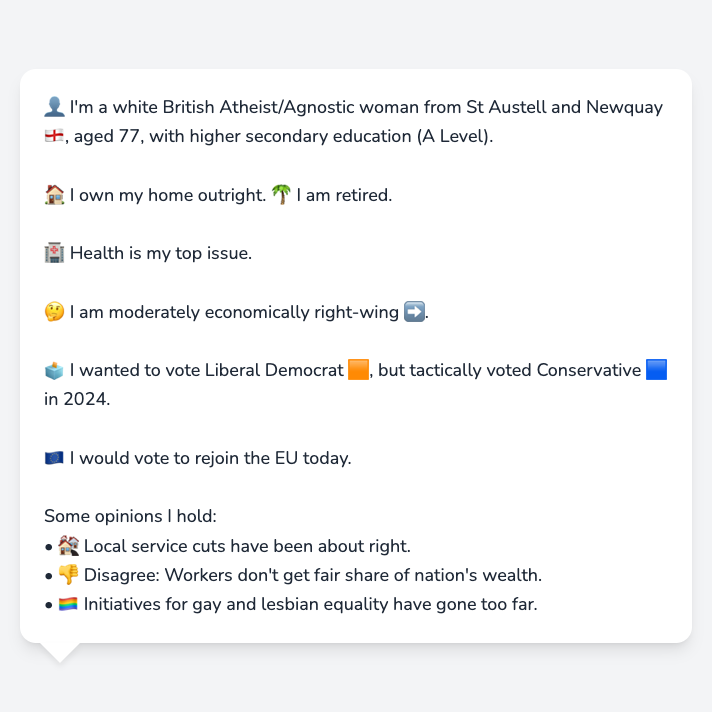 👤 I'm a white British Atheist/Agnostic woman from St Austell and Newquay
🏴󠁧󠁢󠁥󠁮󠁧󠁿, aged 77, with higher secondary education (A Level).
🏠 I own my home outright. 🌴 I am retired.
🏥 Health is my top issue.
🤔 I am moderately economically right-wing ➡️.
🗳️ I wanted to vote Liberal Democrat 🟧, but tactically voted Conservative 🟦
in 2024.
🇪🇺 I would vote to rejoin the EU today.
Some opinions I hold:
• 🏚️ Local service cuts have been about right.
• 👎 Disagree: Workers don't get fair share of nation's wealth.
• 🏳️‍🌈 Initiatives for gay and lesbian equality have gone too far.